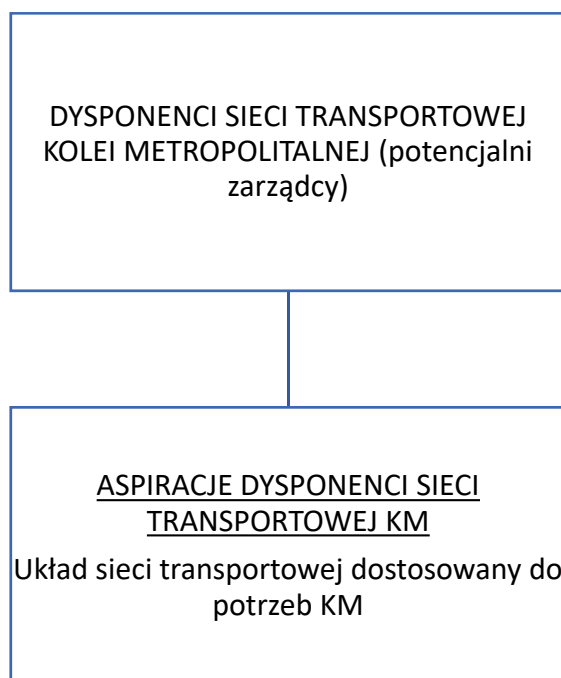 DYSPONENCI SIECI TRANSPORTOWEJ
KOLEI METROPOLITALNEJ (potencjalni
zarządcy)
ASPIRACJE DYSPONENCI SIECI
TRANSPORTOWEJ KM
Układ sieci transportowej dostosowany do
potrzeb KM